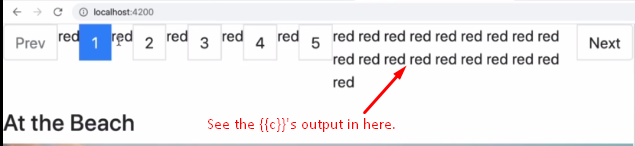 localhost:4200
Prev red 1 red 2 red 3 red 4 red 5 red red red red red red red red red Next
red red red red red red red red red
red
At the Beach
See the {{c}}'s output in here.